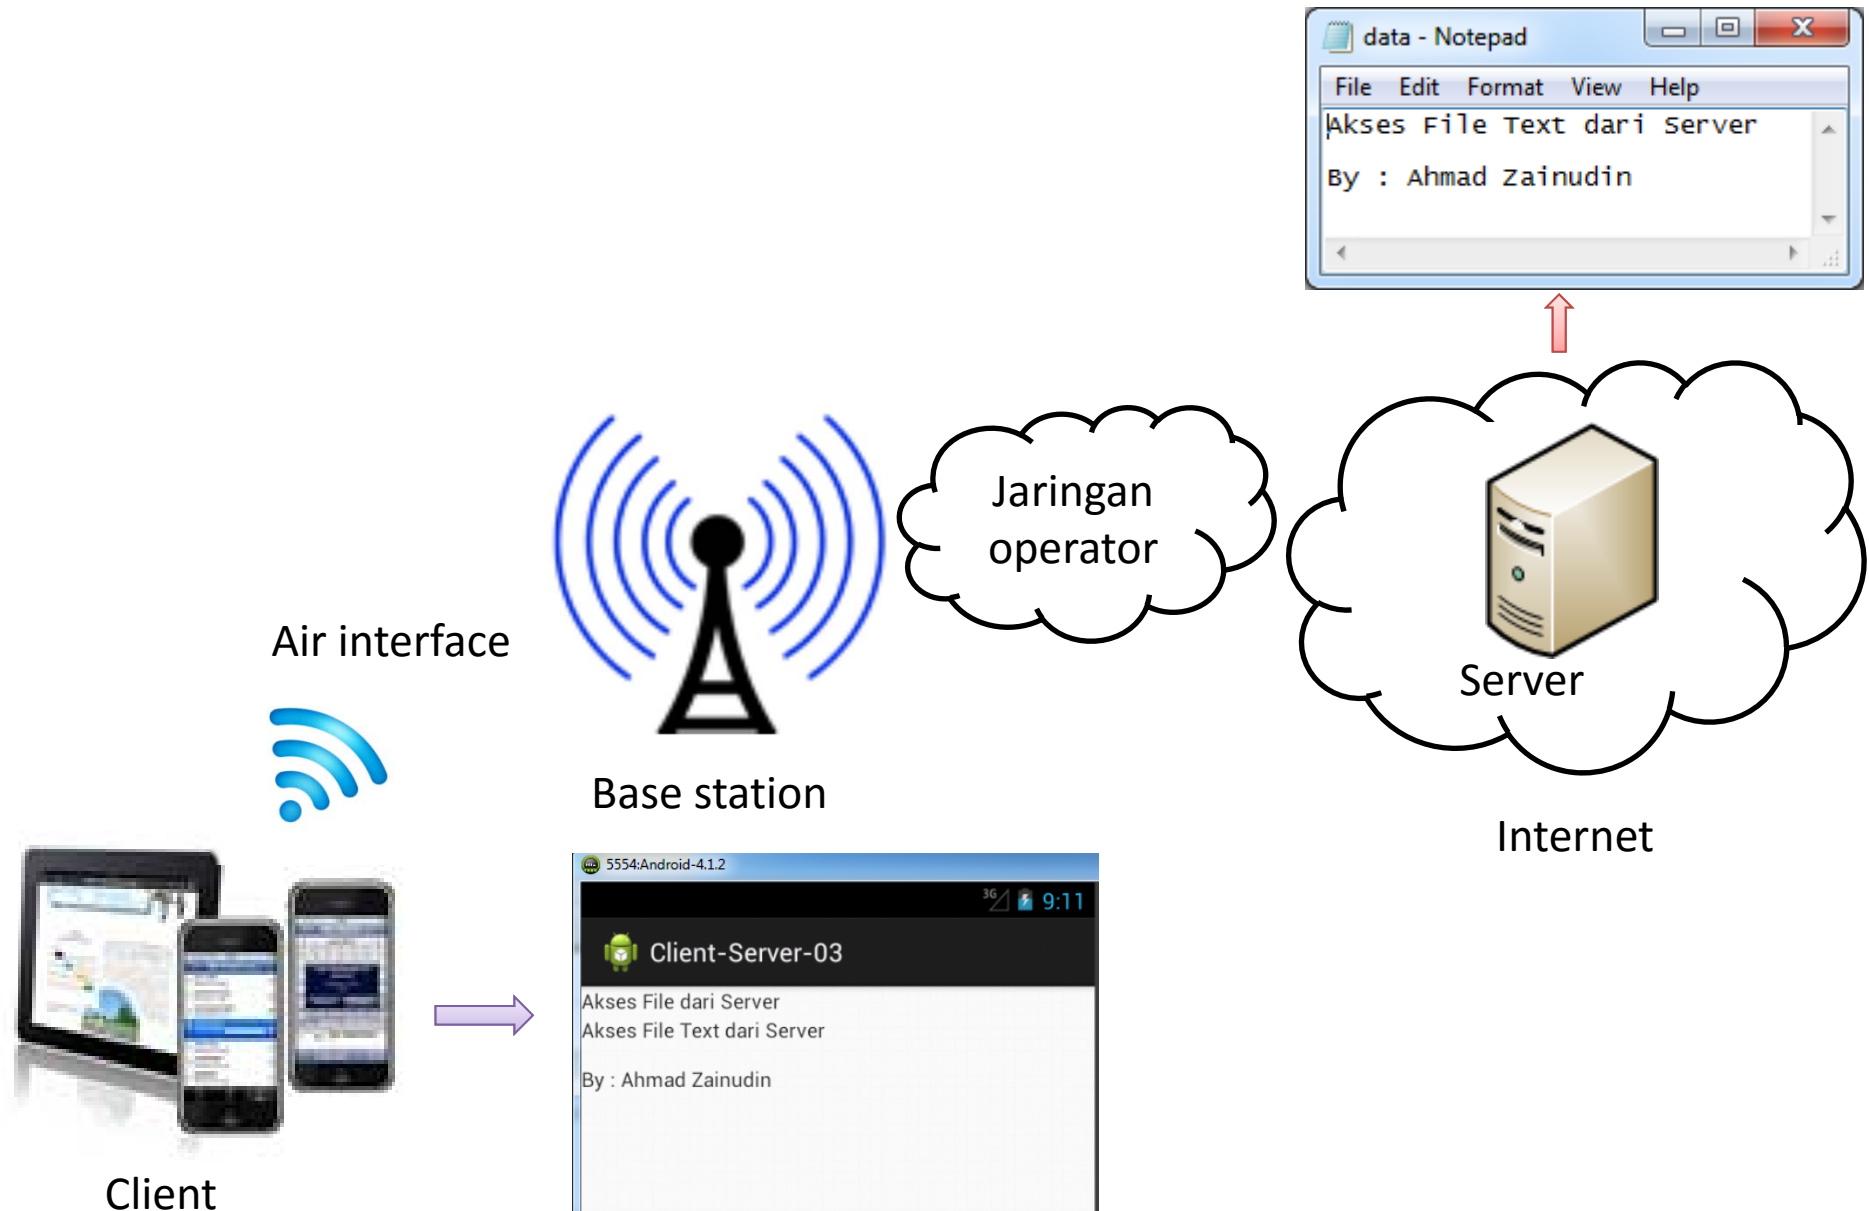 data - Notepad
File Edit Format View Help
Akses File Text dari Server
By : Ahmad Zainudin
Jaringan
operator
Server
Internet
Air interface
Base station
Client
5554:Android-4.1.2
3G 9:11
Client-Server-03
Akses File dari Server
Akses File Text dari Server
By : Ahmad Zainudin